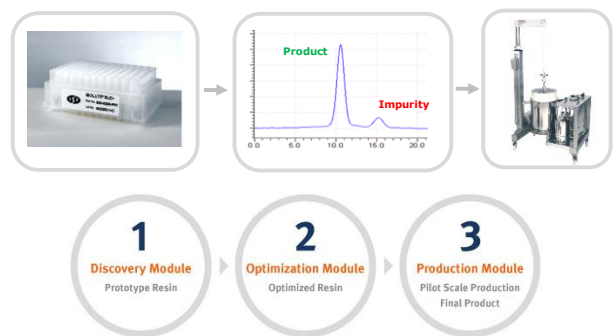 Product
Impurity
0.0 5.0 10.0 15.0 20.0
ISOLUTE
1
Discovery Module
Prototype Resin
2
Optimization Module
Optimized Resin
3
Production Module
Pilot Scale Production
Final Product